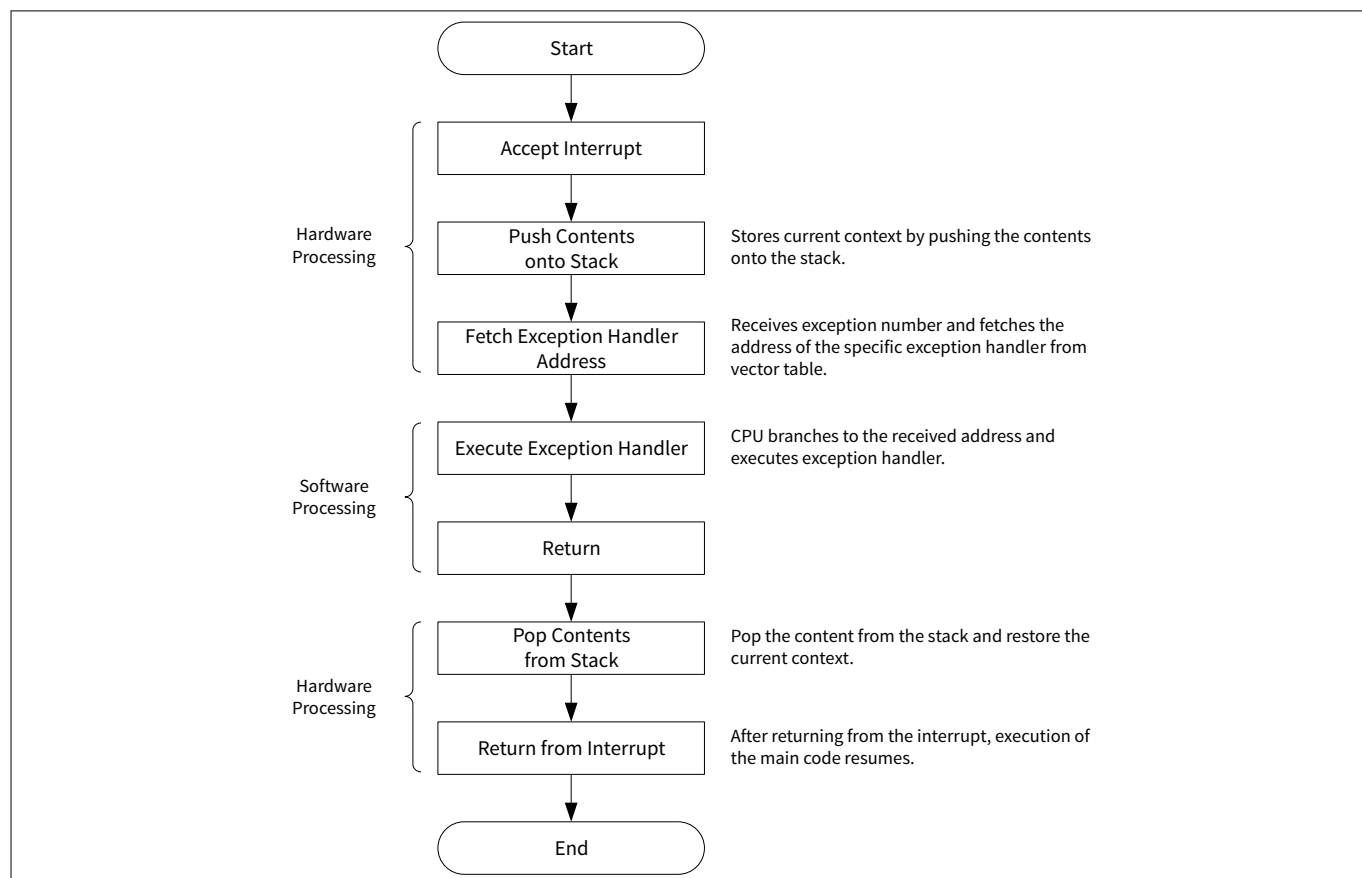 Start
Accept Interrupt
Hardware
Processing
Push Contents
onto Stack
Stores current context by pushing the contents
onto the stack.
Fetch Exception Handler
Address
Receives exception number and fetches the
address of the specific exception handler from
vector table.
Software
Processing
Execute Exception Handler
CPU branches to the received address and
executes exception handler.
Return
Hardware
Processing
Pop Contents
from Stack
Pop the content from the stack and restore the
current context.
Return from Interrupt
After returning from the interrupt, execution of
the main code resumes.
End